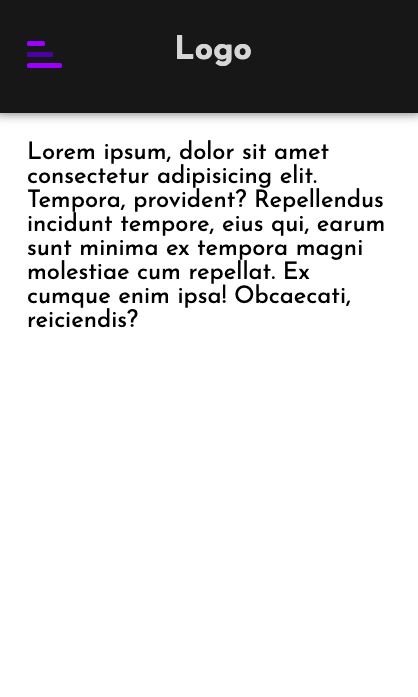 Logo
Lorem ipsum, dolor sit amet
consectetur adipisicing elit.
Tempora, provident? Repellendus
incidunt tempore, eius qui, earum
sunt minima ex tempora magni
molestiae cum repellat. Ex
cumque enim ipsa! Obcaecati,
reiciendis?